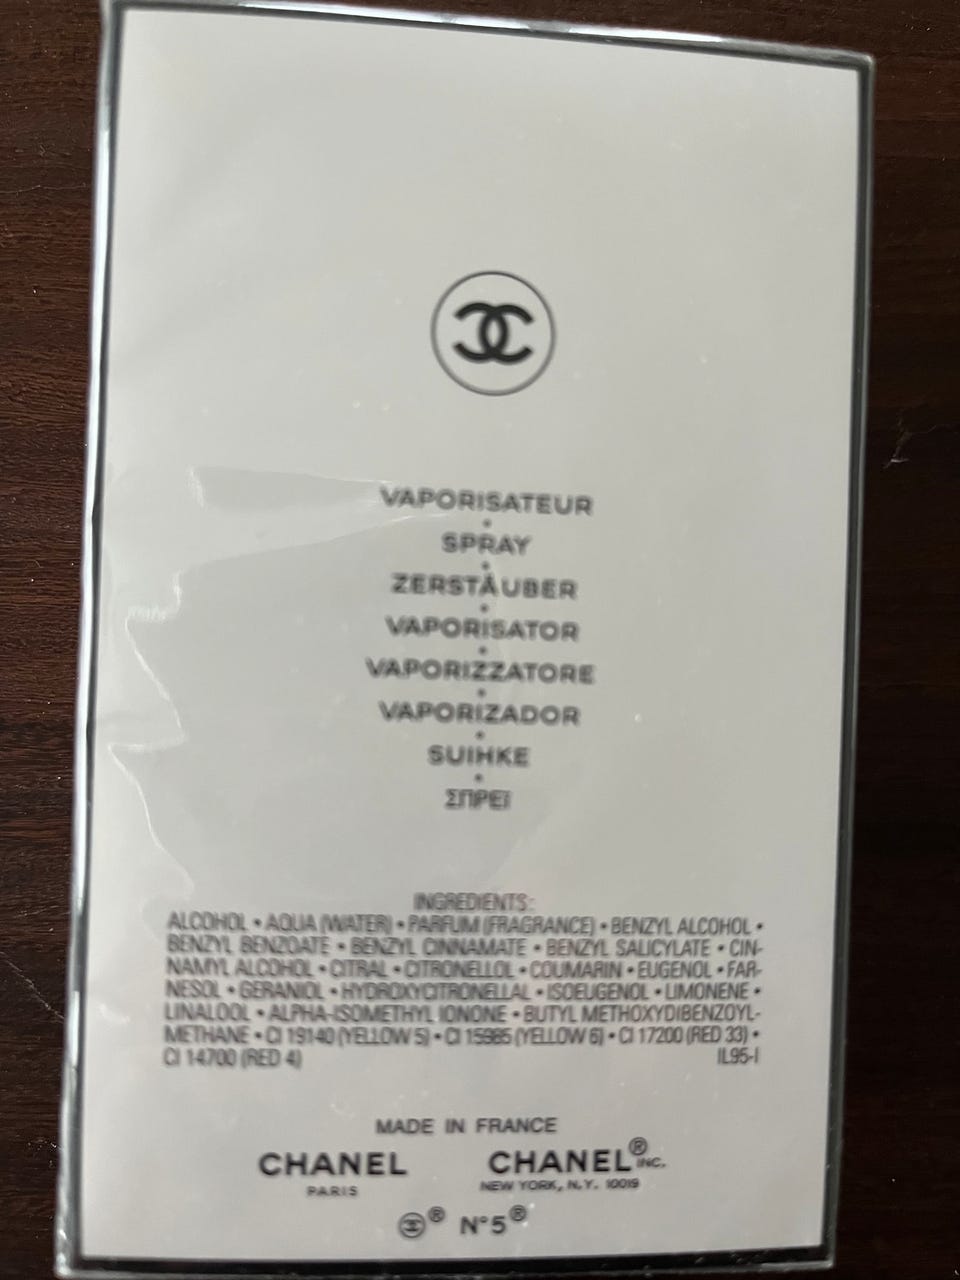 VAPORISATEUR
•
SPRAY
•
ZERSTÄUBER
•
VAPORISATOR
•
VAPORIZZATORE
•
VAPORIZADOR
•
SUIHKE
•
ΣΠΡΕΪ
INGREDIENTS:
ALCOHOL • AQUA (WATER) • PARFUM (FRAGRANCE) • BENZYL ALCOHOL •
BENZYL BENZOATE • BENZYL CINNAMATE • BENZYL SALICYLATE • CIN-
NAMYL ALCOHOL • CITRAL • CITRONELLOL • COUMARIN • EUGENOL • FAR-
NESOL • GERANIOL • HYDROXYCITRONELLAL • ISOEUGENOL • LIMONENE •
LINALOOL • ALPHA-ISOMETHYL IONONE • BUTYL METHOXYDIBENZOYL-
METHANE • CI 19140 (YELLOW 5) • CI 15985 (YELLOW 6) • CI 17200 (RED 33) •
CI 14700 (RED 4) IL95-I
MADE IN FRANCE
CHANEL CHANEL® INC.
PARIS NEW YORK, N.Y. 10019
® N°5®